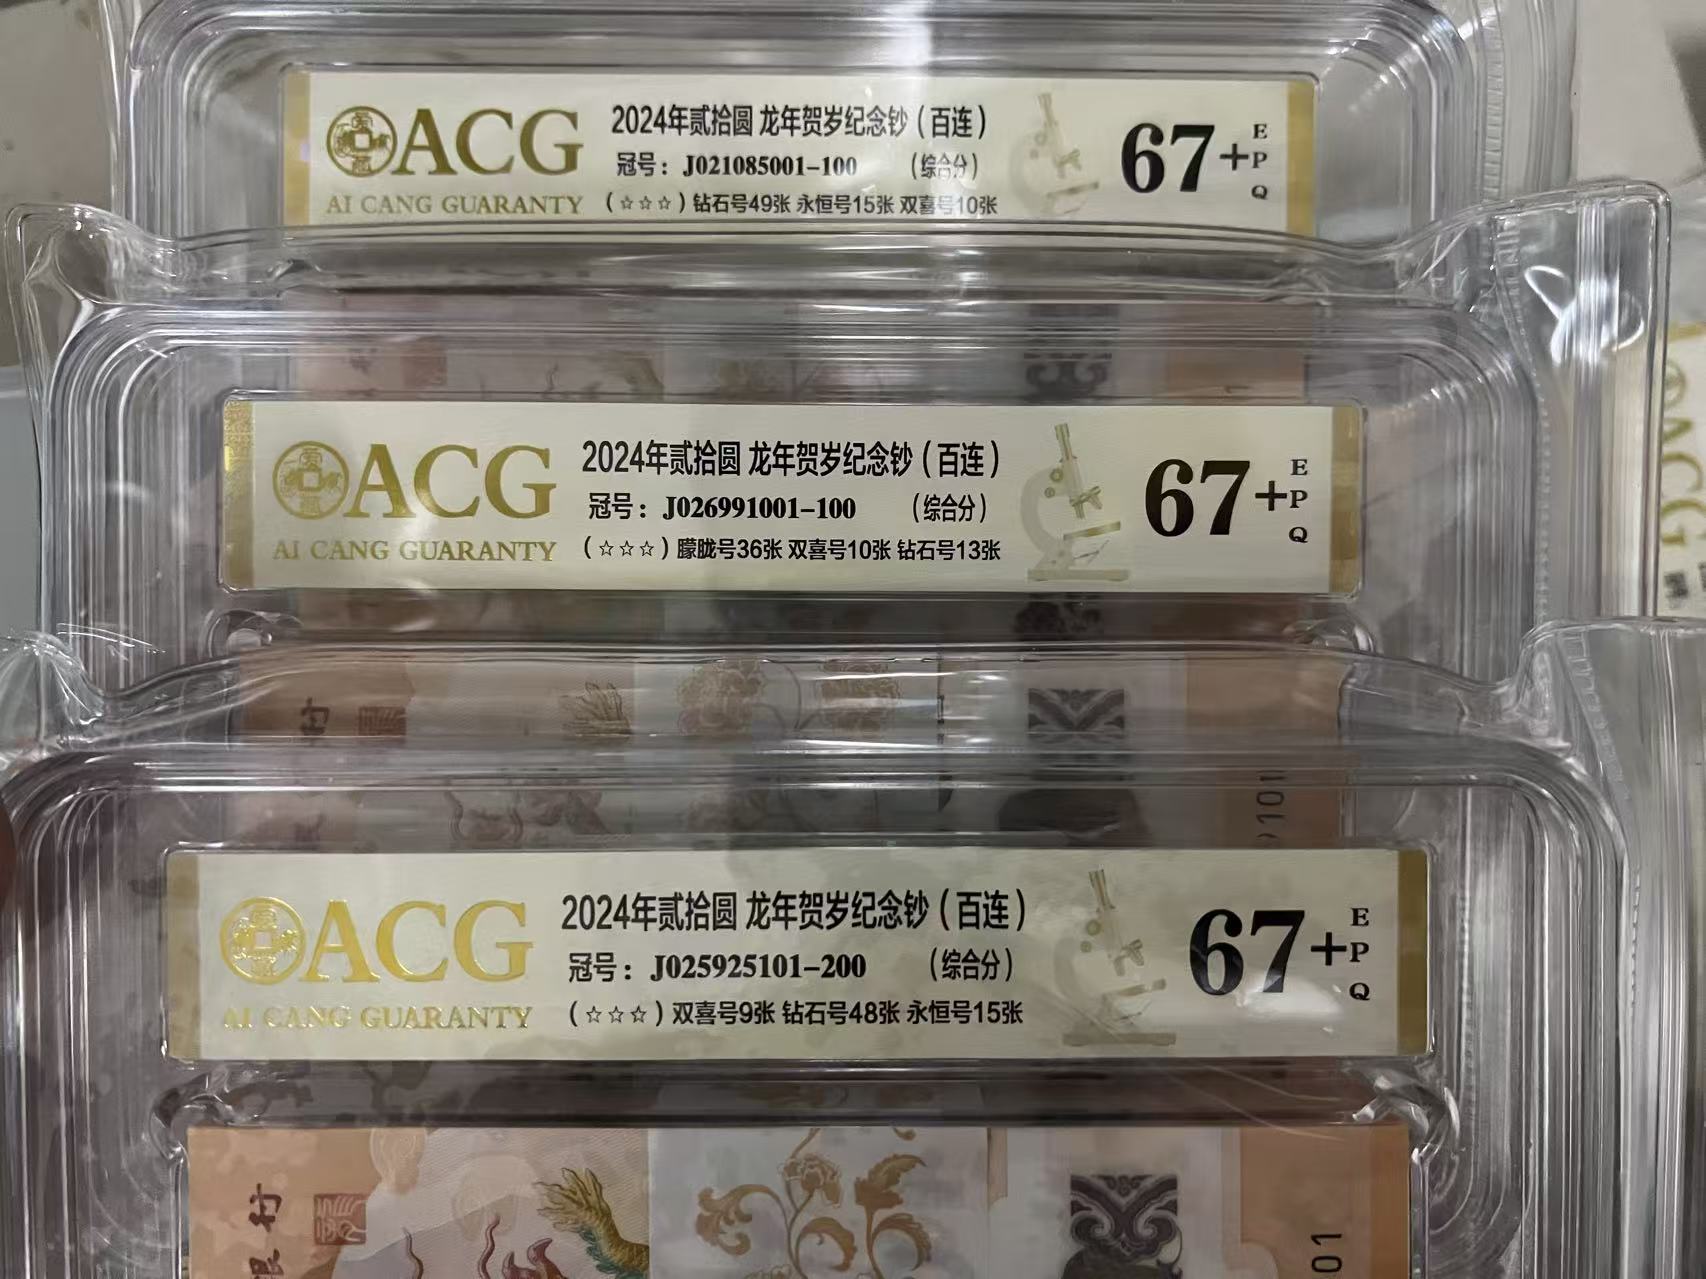 ACG
AI CANG GUARANTY
2024年贰拾圆 龙年贺岁纪念钞（百连）
冠号：J021085001-100 （综合分）
（☆☆☆）钻石号49张 永恒号15张 双喜号10张
67+
E
P
Q
ACG
AI CANG GUARANTY
2024年贰拾圆 龙年贺岁纪念钞（百连）
冠号：J026991001-100 （综合分）
（☆☆☆）朦胧号36张 双喜号10张 钻石号13张
67+
E
P
Q
ACG
9101
ACG
AI CANG GUARANTY
2024年贰拾圆 龙年贺岁纪念钞（百连）
冠号：J025925101-200 （综合分）
（☆☆☆）双喜号9张 钻石号48张 永恒号15张
67+
E
P
Q
银 行
01